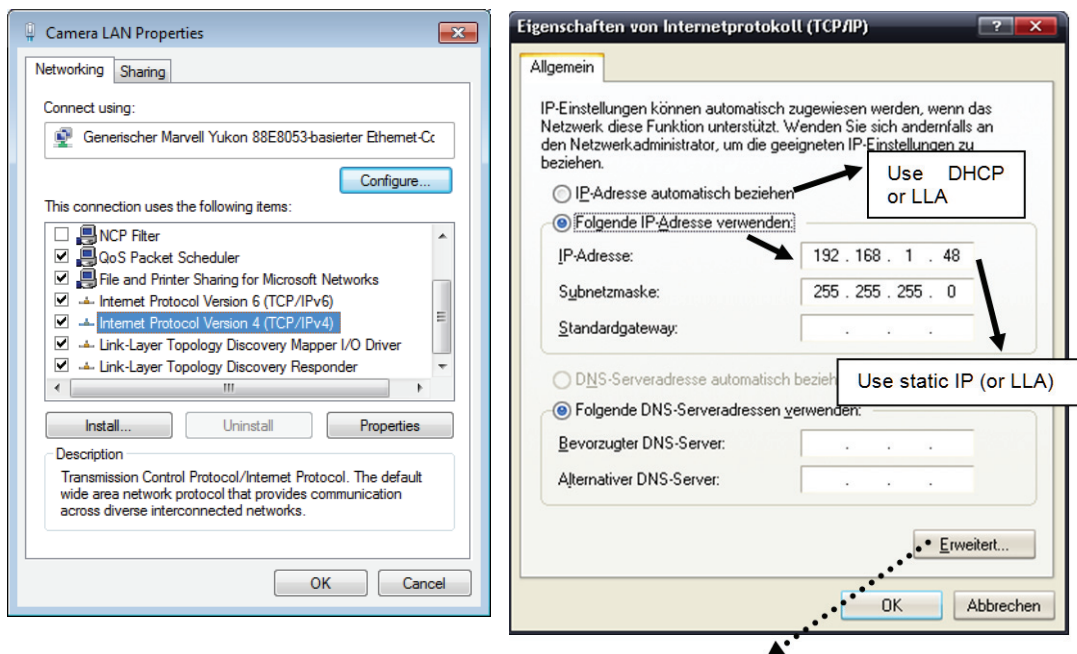 Camera LAN Properties
Networking
Sharing
Connect using:
Generischer Marvell Yukon 88E8053-basierter Ethernet-Cc
Configure...
This connection uses the following items:
NCP Filter
QoS Packet Scheduler
File and Printer Sharing for Microsoft Networks
Internet Protocol Version 6 (TCP/IPv6)
Internet Protocol Version 4 (TCP/IPv4)
Link-Layer Topology Discovery Mapper I/O Driver
Link-Layer Topology Discovery Responder
Install...
Uninstall
Properties
Description
Transmission Control Protocol/Internet Protocol. The default
wide area network protocol that provides communication
across diverse interconnected networks.
OK
Cancel
Eigenschaften von Internetprotokoll (TCP/IP)
Allgemein
IP-Einstellungen können automatisch zugewiesen werden, wenn das
Netzwerk diese Funktion unterstützt. Wenden Sie sich andernfalls an
den Netzwerkadministrator, um die geeigneten IP-Einstellungen zu
beziehen.
Use DHCP
or LLA
IP-Adresse automatisch beziehen
Folgende IP-Adresse verwenden:
IP-Adresse:
192 . 168 . 1 . 48
Subnetzmaske:
255 . 255 . 255 . 0
Standardgateway:
. . .
DNS-Serveradresse automatisch bezieh
Use static IP (or LLA)
Folgende DNS-Serveradressen verwenden:
Bevorzugter DNS-Server:
. . .
Alternativer DNS-Server:
. . .
Erweitert...
OK
Abbrechen